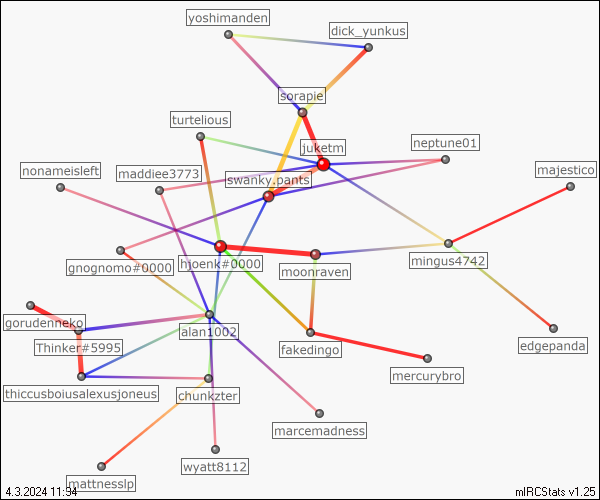 yoshimanden
dick_yunkus
sorapie
turtelious
juketm
neptune01
nonameisleft
maddiee3773
swanky.pants
majestico
gnognomo#0000
hjoenk#0000
moonraven
mingus4742
gorudenneko
alan1002
Thinker#5995
fakedingo
edgepanda
mercurybro
thiccusboiusalexusjoneus
chunkzter
marcemadness
wyatt8112
mattnesslp
4.3.2024 11:94
mIRCStats v1.25